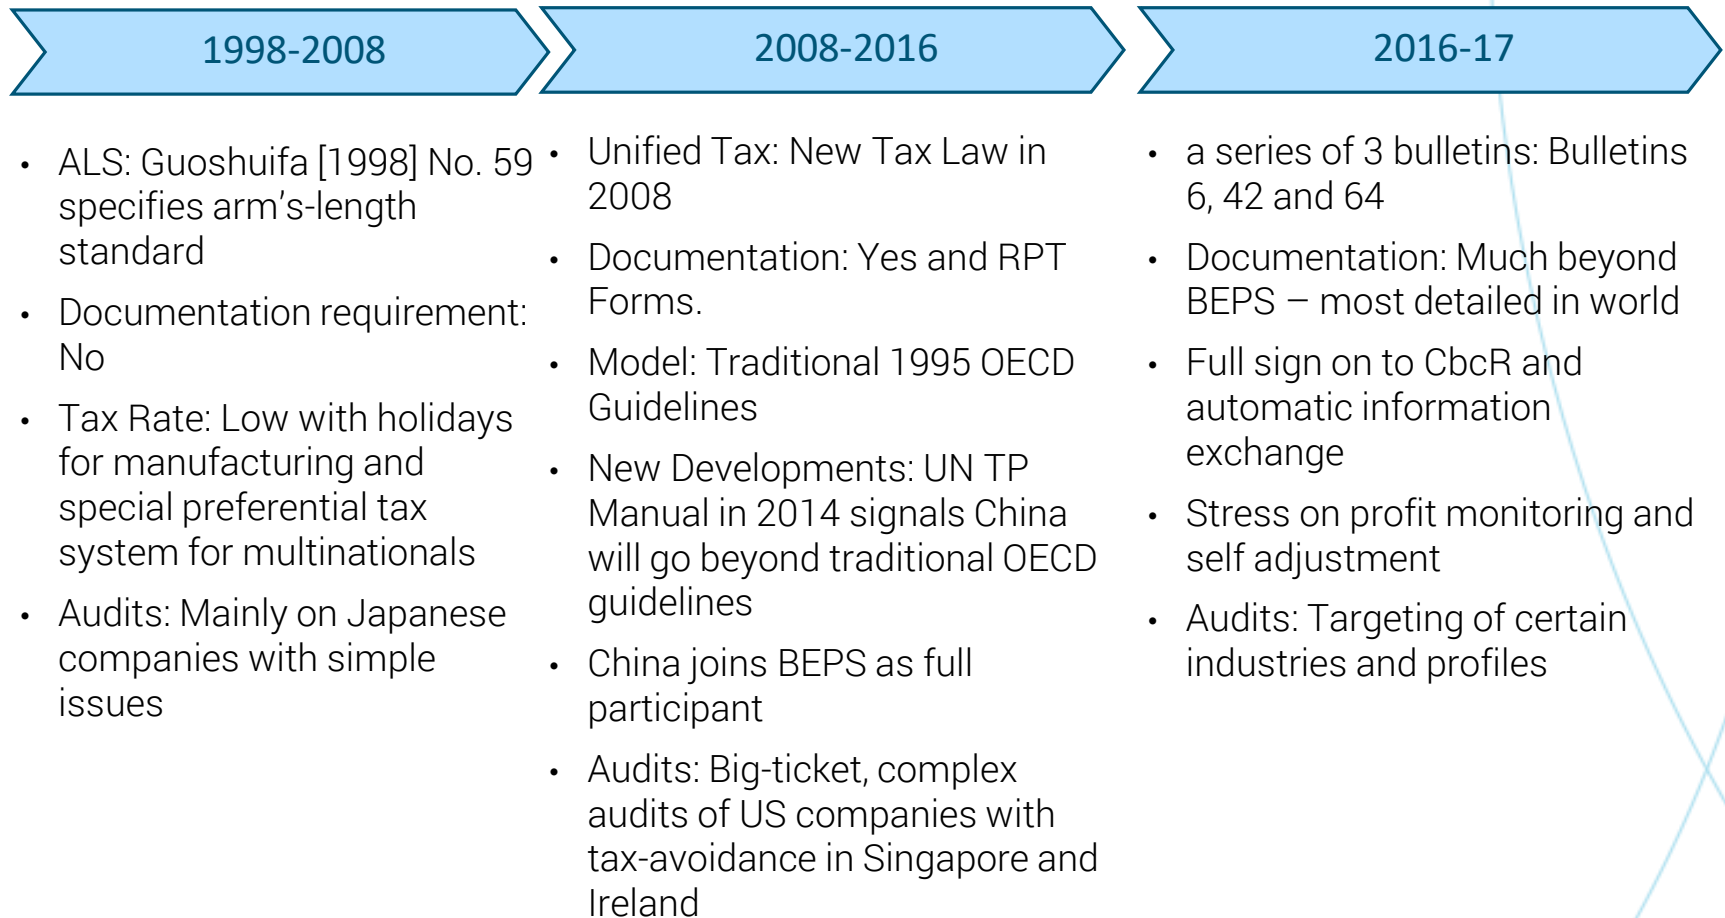 1998-2008
• ALS: Guoshuifa [1998] No. 59
specifies arm's-length
standard
• Documentation requirement:
No
• Tax Rate: Low with holidays
for manufacturing and
special preferential tax
system for multinationals
• Audits: Mainly on Japanese
companies with simple
issues
2008-2016
• Unified Tax: New Tax Law in
2008
• Documentation: Yes and RPT
Forms.
• Model: Traditional 1995 OECD
Guidelines
• New Developments: UN TP
Manual in 2014 signals China
will go beyond traditional OECD
guidelines
• China joins BEPS as full
participant
• Audits: Big-ticket, complex
audits of US companies with
tax-avoidance in Singapore and
Ireland
2016-17
• a series of 3 bulletins: Bulletins
6, 42 and 64
• Documentation: Much beyond
BEPS – most detailed in world
• Full sign on to CbcR and
automatic information
exchange
• Stress on profit monitoring and
self adjustment
• Audits: Targeting of certain
industries and profiles